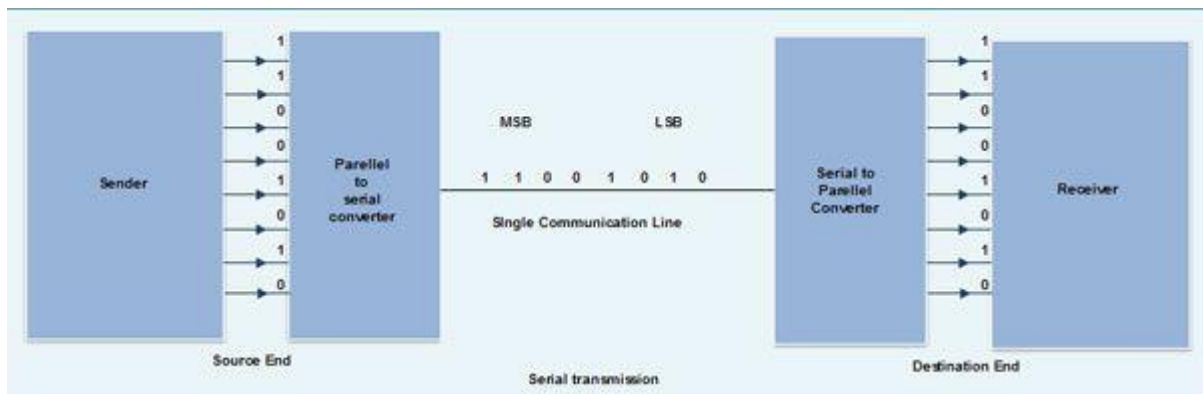 1
1
0
0
1
0
1
0
Sender
Parellel
to
serial
converter
MSB LSB
1 1 0 0 1 0 1 0
SIngle Communication Line
Serial to
Parellel
Converter
1
1
0
0
1
0
1
0
Receiver
Source End
Destination End
Serial transmission